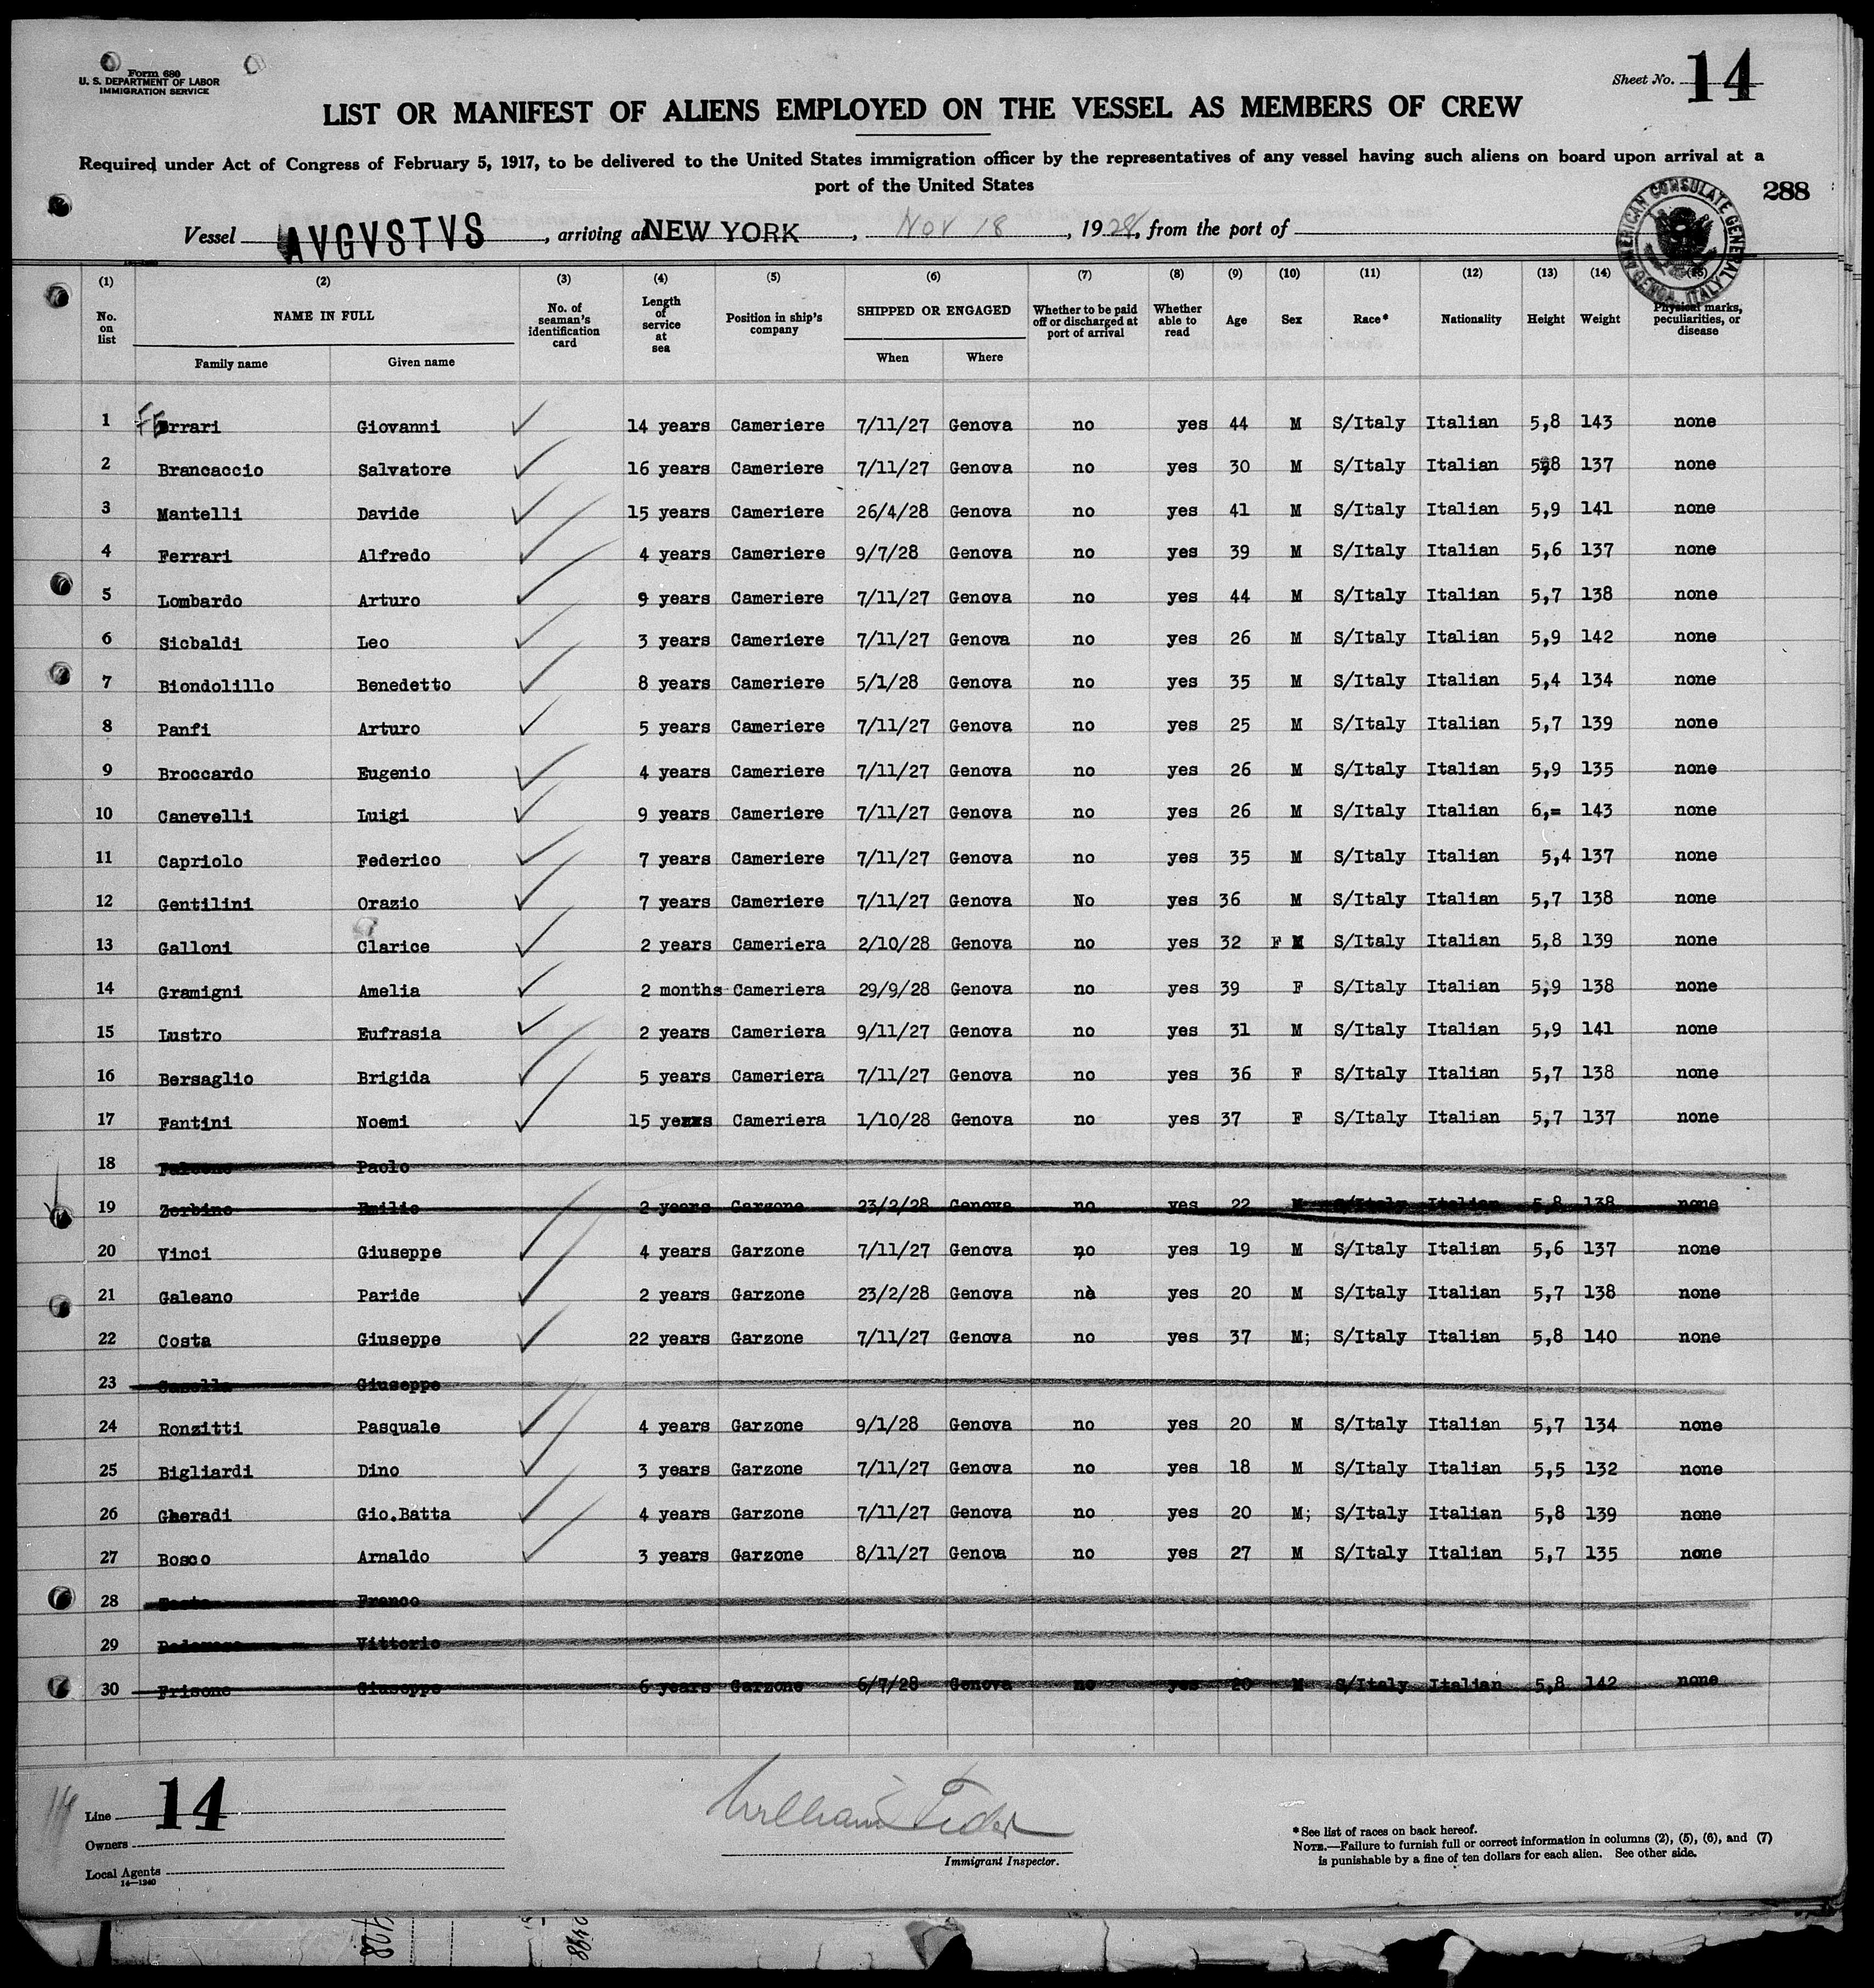 Form 680
U. S. DEPARTMENT OF LABOR
IMMIGRATION SERVICE
Sheet No. 14
LIST OR MANIFEST OF ALIENS EMPLOYED ON THE VESSEL AS MEMBERS OF CREW
Required under Act of Congress of February 5, 1917, to be delivered to the United States immigration officer by the representatives of any vessel having such aliens on board upon arrival at a
port of the United States
288
AMERICAN CONSULATE GENERAL GENOA, ITALY
Vessel AVGVSTVS, arriving at NEW YORK, Nov 18, 1928, from the port of
(1) (2) (3) (4) (5) (6) (7) (8) (9) (10) (11) (12) (13) (14) (15)
No. on list NAME IN FULL Family name Given name No. of seaman's identification card Length of service at sea Position in ship's company SHIPPED OR ENGAGED When Where Whether to be paid off or discharged at port of arrival Whether able to read Age Sex Race* Nationality Height Weight Physical marks, peculiarities, or disease
1 Ferrari Giovanni 14 years Cameriere 7/11/27 Genova no yes 44 M S/Italy Italian 5,8 143 none
2 Brancaccio Salvatore 16 years Cameriere 7/11/27 Genova no yes 30 M S/Italy Italian 5,8 137 none
3 Mantelli Davide 15 years Cameriere 26/4/28 Genova no yes 41 M S/Italy Italian 5,9 141 none
4 Ferrari Alfredo 4 years Cameriere 9/7/28 Genova no yes 39 M S/Italy Italian 5,6 137 none
5 Lombardo Arturo 9 years Cameriere 7/11/27 Genova no yes 44 M S/Italy Italian 5,7 138 none
6 Sicbaldi Leo 3 years Cameriere 7/11/27 Genova no yes 26 M S/Italy Italian 5,9 142 none
7 Biondolillo Benedetto 8 years Cameriere 5/1/28 Genova no yes 35 M S/Italy Italian 5,4 134 none
8 Panfi Arturo 5 years Cameriere 7/11/27 Genova no yes 25 M S/Italy Italian 5,7 139 none
9 Broccardo Eugenio 4 years Cameriere 7/11/27 Genova no yes 26 M S/Italy Italian 5,9 135 none
10 Canevelli Luigi 9 years Cameriere 7/11/27 Genova no yes 26 M S/Italy Italian 6,= 143 none
11 Capriolo Federico 7 years Cameriere 7/11/27 Genova no yes 35 M S/Italy Italian 5,4 137 none
12 Gentilini Orazio 7 years Cameriere 7/11/27 Genova No yes 36 M S/Italy Italian 5,7 138 none
13 Galloni Clarice 2 years Cameriera 2/10/28 Genova no yes 32 F M S/Italy Italian 5,8 139 none
14 Gramigni Amelia 2 months Cameriera 29/9/28 Genova no yes 39 F S/Italy Italian 5,9 138 none
15 Lustro Eufrasia 2 years Cameriera 9/11/27 Genova no yes 31 M S/Italy Italian 5,9 141 none
16 Bersaglio Brigida 5 years Cameriera 7/11/27 Genova no yes 36 F S/Italy Italian 5,7 138 none
17 Fantini Noemi 15 years Cameriera 1/10/28 Genova no yes 37 F S/Italy Italian 5,7 137 none
18 Paolo
19 Zerbino Emilio 2 years Garzone 23/2/28 Genova no yes 22 M S/Italy Italian 5,8 138 none
20 Vinci Giuseppe 4 years Garzone 7/11/27 Genova no yes 19 M S/Italy Italian 5,6 137 none
21 Galeano Paride 2 years Garzone 23/2/28 Genova nè yes 20 M S/Italy Italian 5,7 138 none
22 Costa Giuseppe 22 years Garzone 7/11/27 Genova no yes 37 M; S/Italy Italian 5,8 140 none
23 Giuseppe
24 Ronzitti Pasquale 4 years Garzone 9/1/28 Genova no yes 20 M S/Italy Italian 5,7 134 none
25 Bigliardi Dino 3 years Garzone 7/11/27 Genova no yes 18 M S/Italy Italian 5,5 132 none
26 Gheradi Gio.Batta 4 years Garzone 7/11/27 Genova no yes 20 M; S/Italy Italian 5,8 139 none
27 Bosco Arnaldo 3 years Garzone 8/11/27 Genova no yes 27 M S/Italy Italian 5,7 135 none
28 Franco
29 Vittorio
30 Frisone Giuseppe 6 years Garzone 6/7/28 Genova no yes 20 M S/Italy Italian 5,8 142 none
14
Line 14
Owners
Local Agents
14—1240
William
Immigrant Inspector.
*See list of races on back hereof.
NOTE.—Failure to furnish full or correct information in columns (2), (5), (6), and (7)
is punishable by a fine of ten dollars for each alien. See other side.